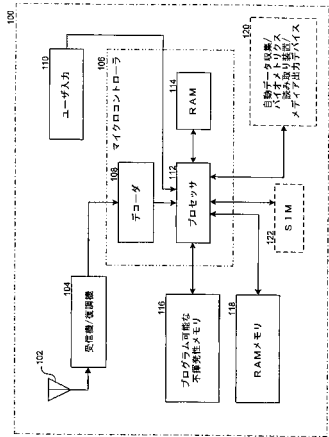 100
110
ユーザ入力
106
マイクロコントローラ
114
RAM
120
自動データ収集/
バイオメトリクス
読み取り装置/
メディア出力デバイス
108
デコーダ
112
プロセッサ
122
SIM
104
受信機/復調機
102
116
プログラム可能な
不揮発性メモリ
118
RAMメモリ